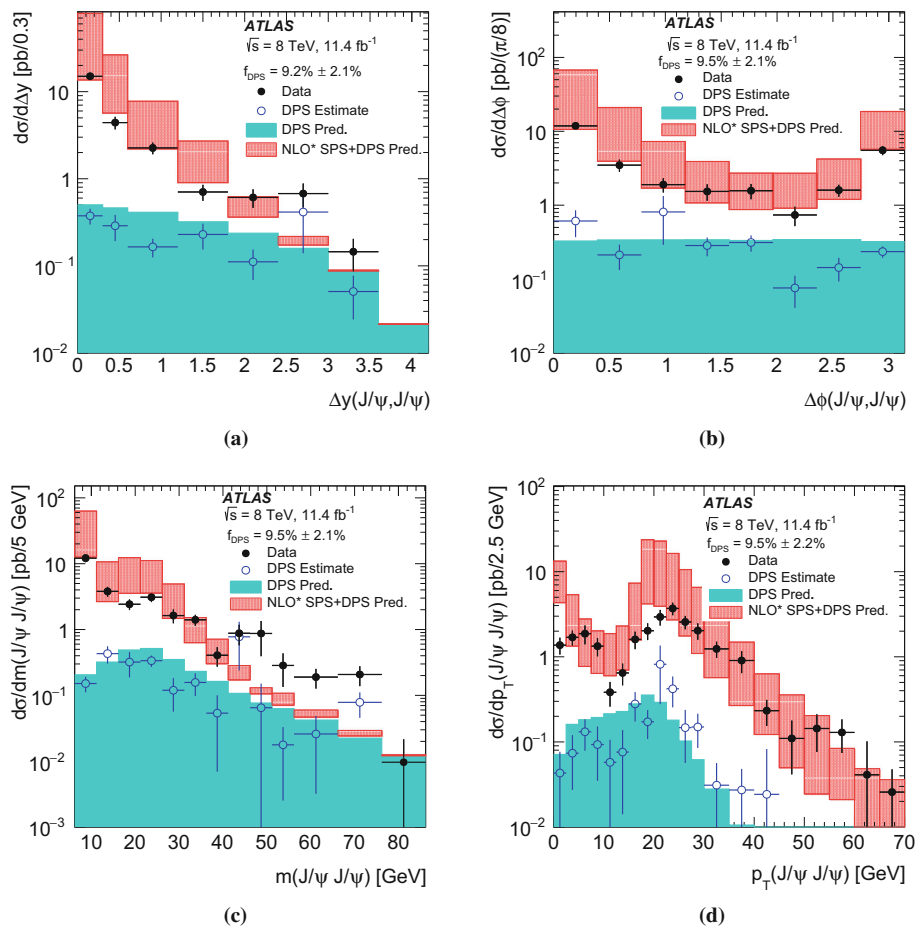 dσ/dΔy [pb/0.3]
10
1
10⁻¹
10⁻²
ATLAS
√s = 8 TeV, 11.4 fb⁻¹
f_DPS = 9.2% ± 2.1%
Data
DPS Estimate
DPS Pred.
NLO* SPS+DPS Pred.
0 0.5 1 1.5 2 2.5 3 3.5 4
Δy(J/ψ,J/ψ)
(a)
dσ/dΔϕ [pb/(π/8)]
10²
10
1
10⁻¹
10⁻²
ATLAS
√s = 8 TeV, 11.4 fb⁻¹
f_DPS = 9.5% ± 2.1%
Data
DPS Estimate
DPS Pred.
NLO* SPS+DPS Pred.
0 0.5 1 1.5 2 2.5 3
Δϕ(J/ψ,J/ψ)
(b)
dσ/dm(J/ψ J/ψ) [pb/5 GeV]
10²
10
1
10⁻¹
10⁻²
10⁻³
ATLAS
√s = 8 TeV, 11.4 fb⁻¹
f_DPS = 9.5% ± 2.1%
Data
DPS Estimate
DPS Pred.
NLO* SPS+DPS Pred.
10 20 30 40 50 60 70 80
m(J/ψ J/ψ) [GeV]
(c)
dσ/dp_T(J/ψ J/ψ) [pb/2.5 GeV]
10²
10
1
10⁻¹
10⁻²
ATLAS
√s = 8 TeV, 11.4 fb⁻¹
f_DPS = 9.5% ± 2.2%
Data
DPS Estimate
DPS Pred.
NLO* SPS+DPS Pred.
0 10 20 30 40 50 60 70
p_T(J/ψ J/ψ) [GeV]
(d)